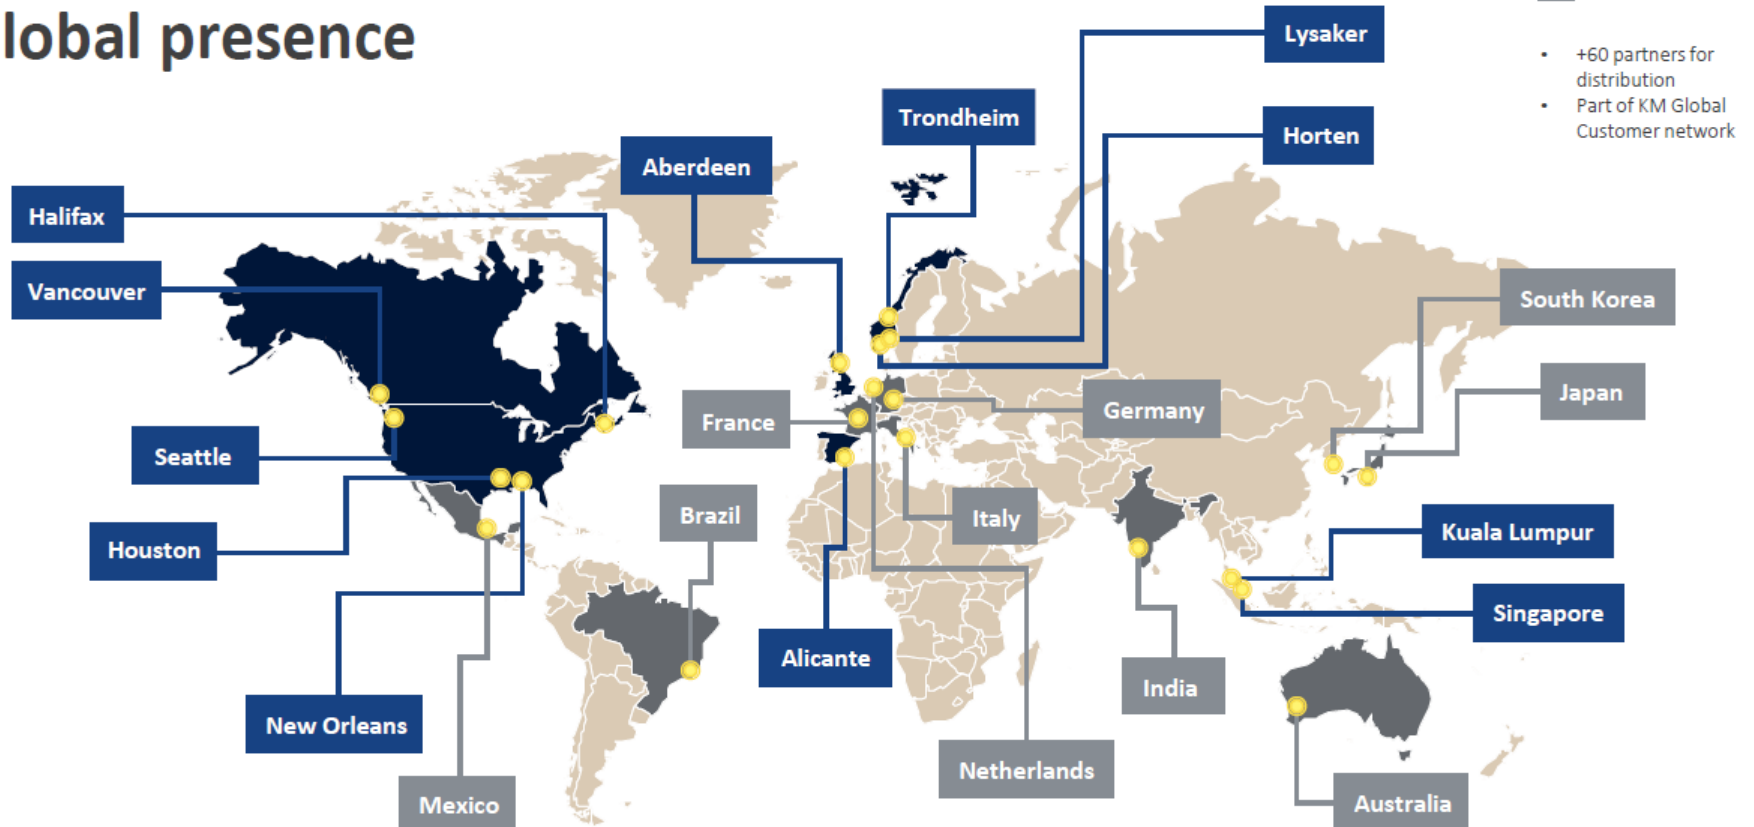 lobal presence
Lysaker
• +60 partners for
distribution
• Part of KM Global
Customer network
Trondheim
Horten
Aberdeen
Halifax
Vancouver
South Korea
Japan
France
Germany
Seattle
Brazil
Italy
Houston
Kuala Lumpur
Singapore
Alicante
India
New Orleans
Netherlands
Mexico
Australia